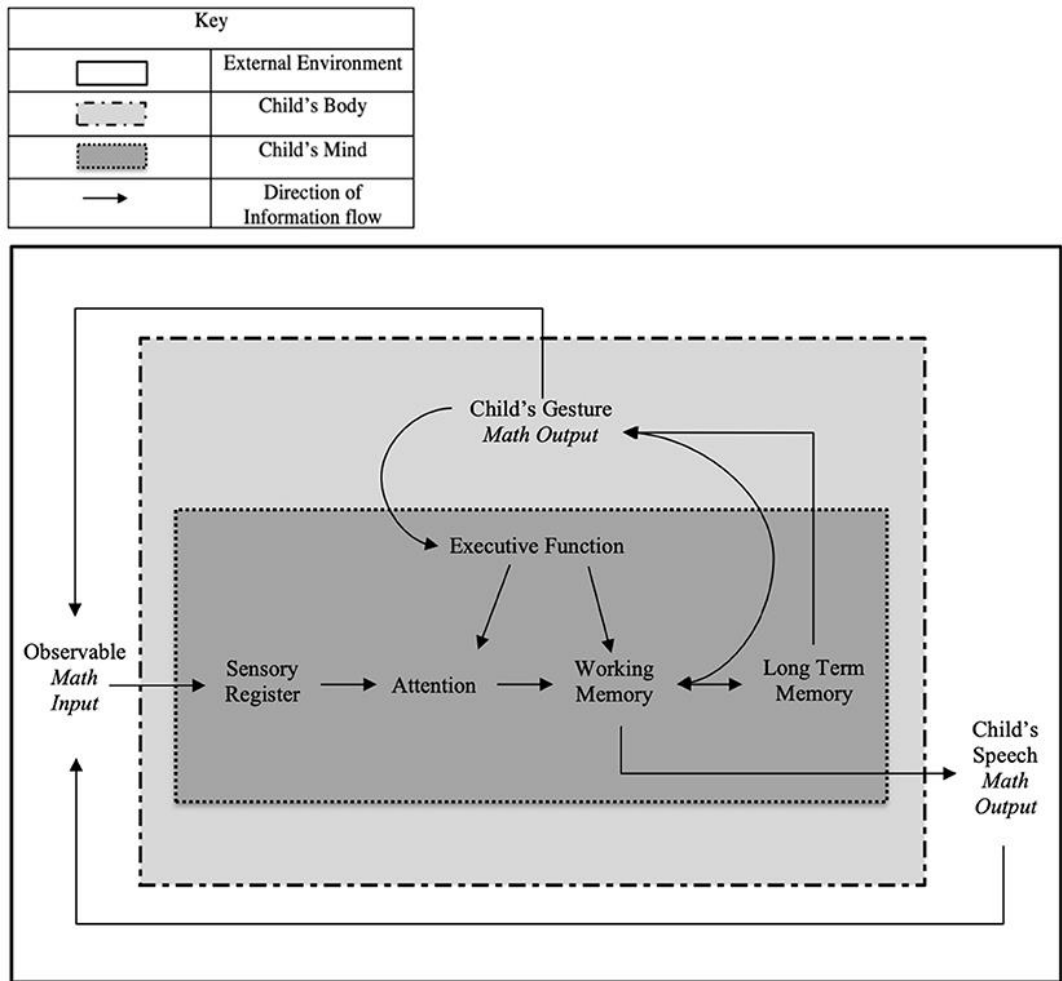 Key
External Environment
Child's Body
Child's Mind
Direction of
Information flow
Child's Gesture
Math Output
Executive Function
Observable
Math
Input
Sensory
Register
Attention
Working
Memory
Long Term
Memory
Child's
Speech
Math
Output